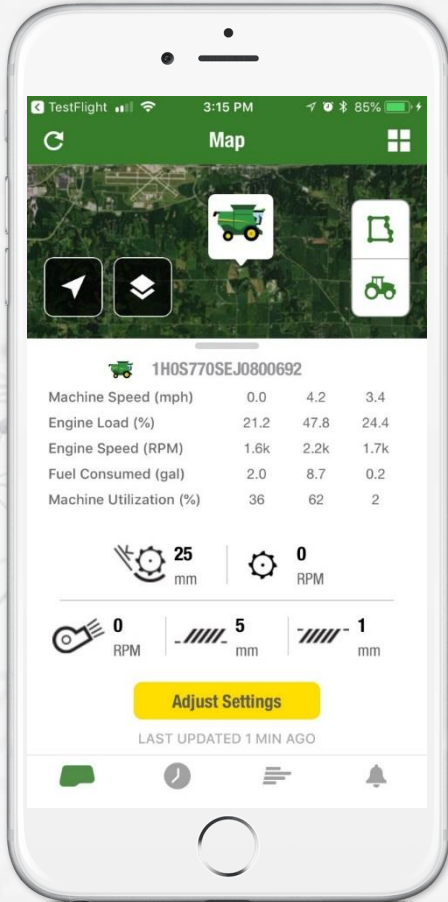 TestFlight 3:15 PM 85%
Map
1H0S770SEJ0800692
Machine Speed (mph) 0.0 4.2 3.4
Engine Load (%) 21.2 47.8 24.4
Engine Speed (RPM) 1.6k 2.2k 1.7k
Fuel Consumed (gal) 2.0 8.7 0.2
Machine Utilization (%) 36 62 2
25 0
mm RPM
0 5 1
RPM mm mm
Adjust Settings
LAST UPDATED 1 MIN AGO